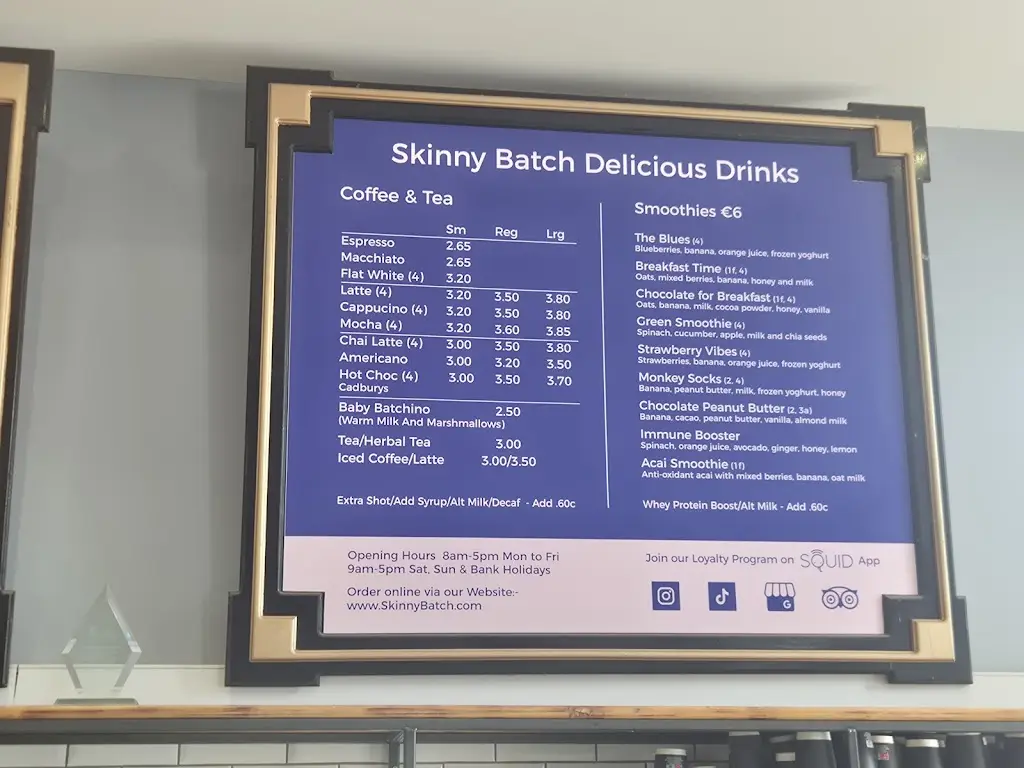 Skinny Batch Delicious Drinks
Coffee & Tea
Sm Reg Lrg
Espresso 2.65
Macchiato 2.65
Flat White (4) 3.20
Latte (4) 3.20 3.50 3.80
Cappucino (4) 3.20 3.50 3.80
Mocha (4) 3.20 3.60 3.85
Chai Latte (4) 3.00 3.50 3.80
Americano 3.00 3.20 3.50
Hot Choc (4) 3.00 3.50 3.70
Cadburys
Baby Batchino 2.50
(Warm Milk And Marshmallows)
Tea/Herbal Tea 3.00
Iced Coffee/Latte 3.00/3.50
Extra Shot/Add Syrup/Alt Milk/Decaf - Add .60c
Smoothies €6
The Blues (4)
Blueberries, banana, orange juice, frozen yoghurt
Breakfast Time (1f, 4)
Oats, mixed berries, banana, honey and milk
Chocolate for Breakfast (1f, 4)
Oats, banana, milk, cocoa powder, honey, vanilla
Green Smoothie (4)
Spinach, cucumber, apple, milk and chia seeds
Strawberry Vibes (4)
Strawberries, banana, orange juice, frozen yoghurt
Monkey Socks (2, 4)
Banana, peanut butter, milk, frozen yoghurt, honey
Chocolate Peanut Butter (2, 3a)
Banana, cacao, peanut butter, vanilla, almond milk
Immune Booster
Spinach, orange juice, avocado, ginger, honey, lemon
Acai Smoothie (1f)
Anti-oxidant acai with mixed berries, banana, oat milk
Whey Protein Boost/Alt Milk - Add .60c
Opening Hours 8am-5pm Mon to Fri
9am-5pm Sat, Sun & Bank Holidays
Order online via our Website:-
www.SkinnyBatch.com
Join our Loyalty Program on SQUID App
G